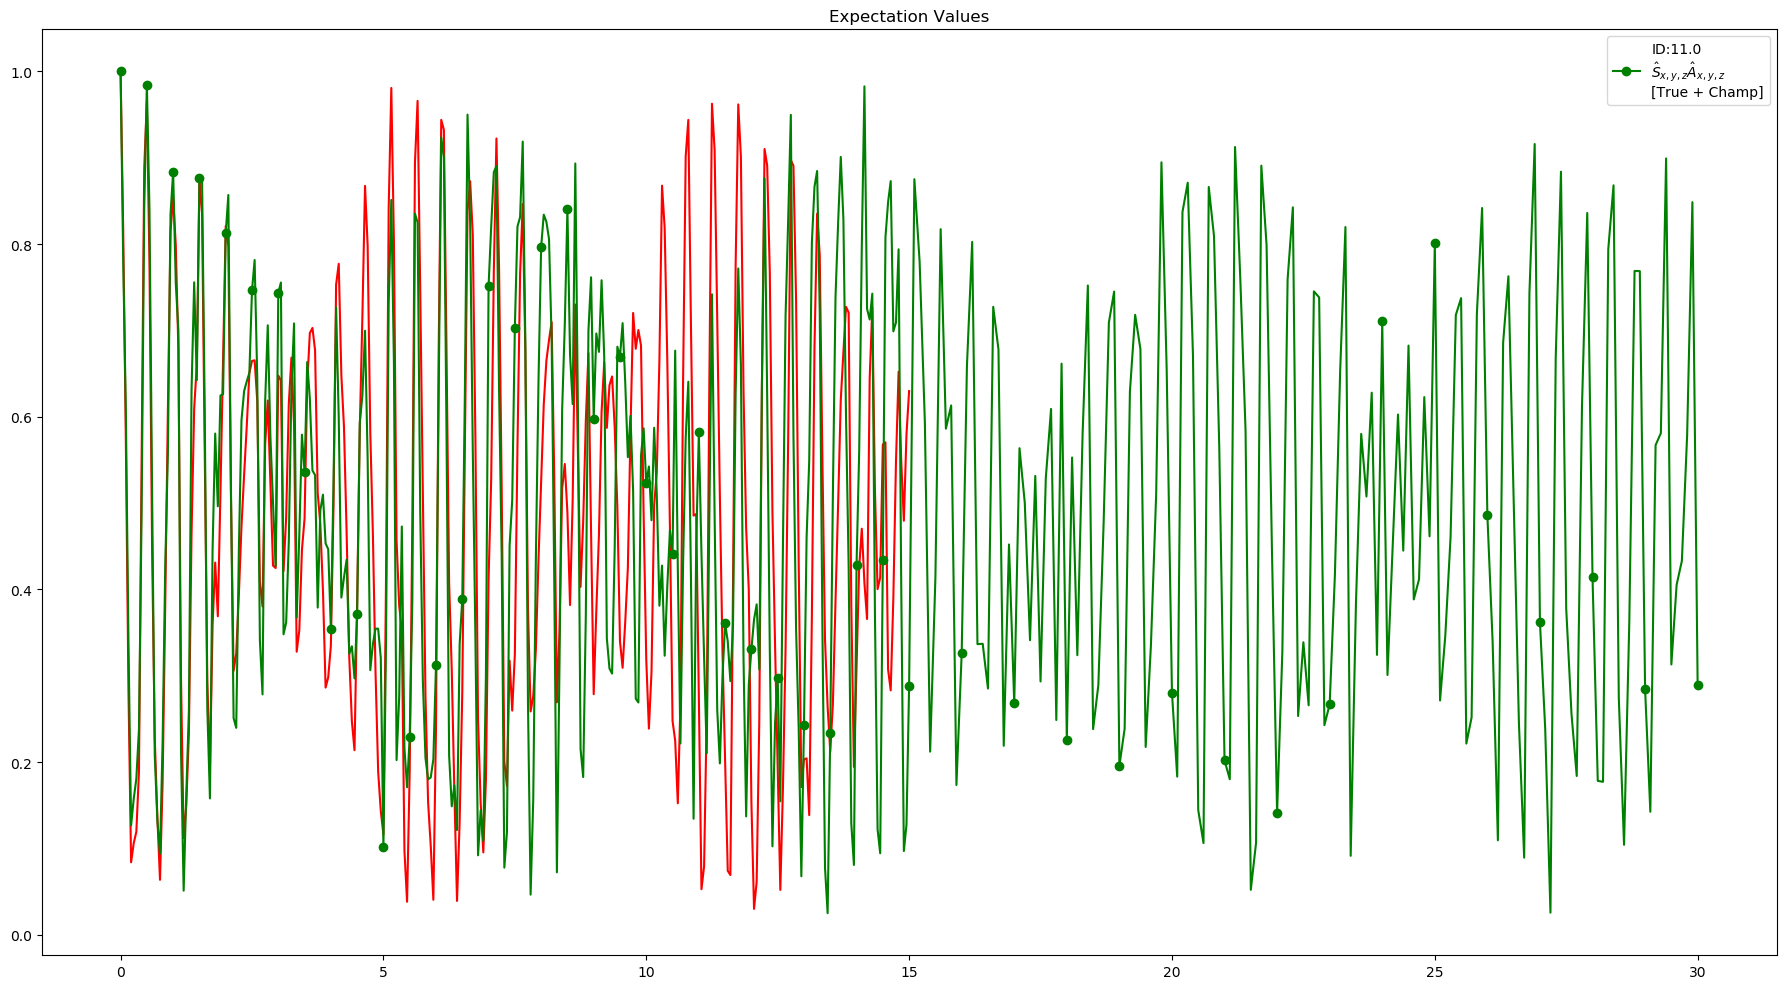 Expectation Values
ID:11.0
$\hat{S}_{x,y,z}\hat{A}_{x,y,z}$
[True + Champ]
1.0
0.8
0.6
0.4
0.2
0.0
0 5 10 15 20 25 30